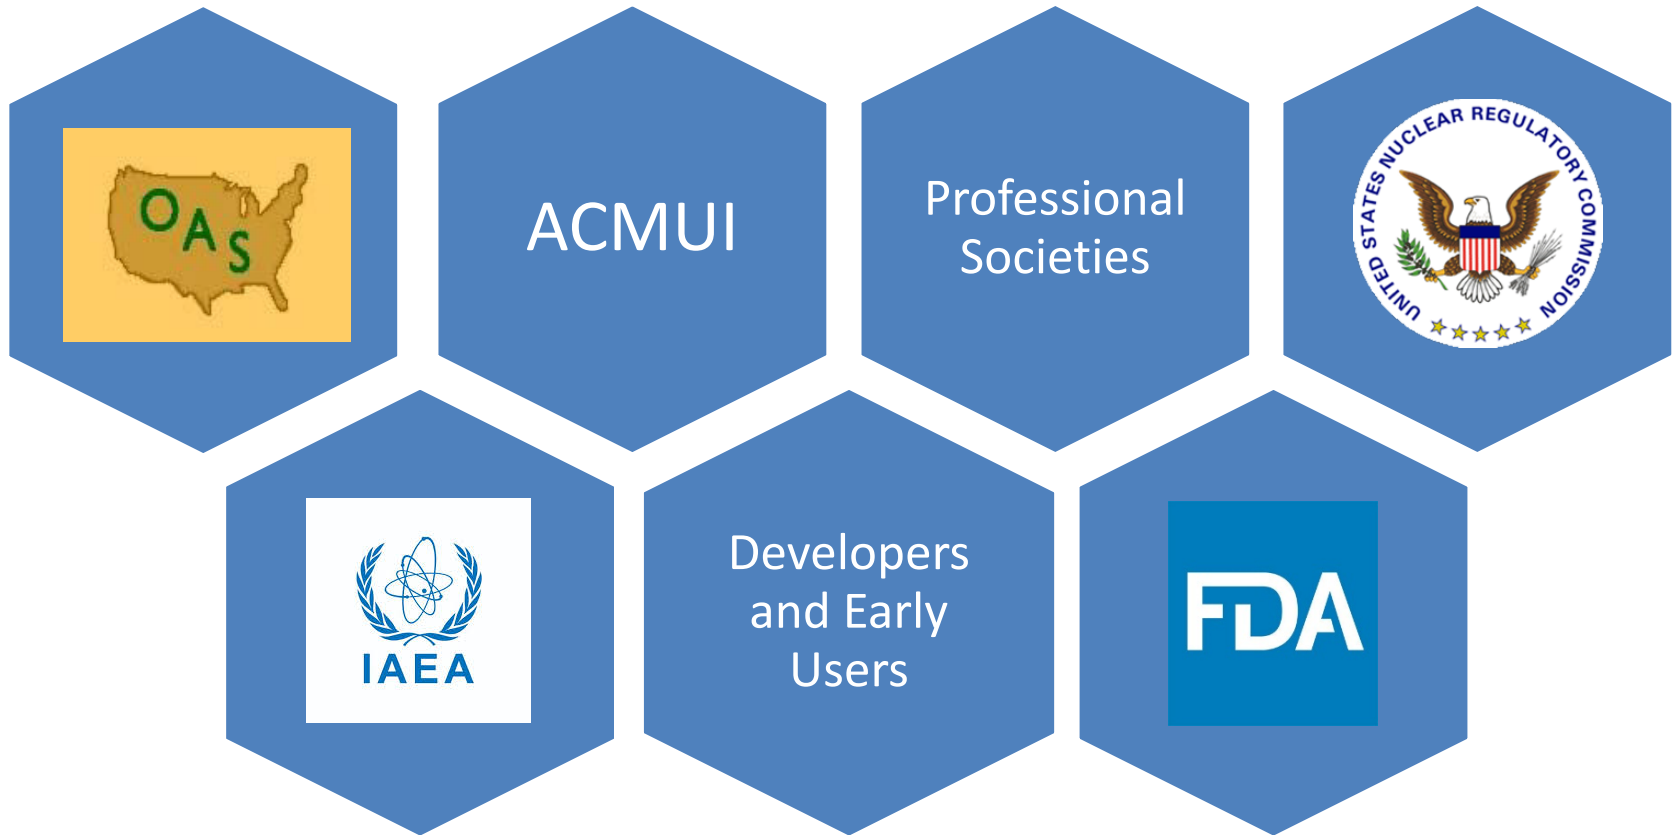 OAS
ACMUI
Professional
Societies
UNITED STATES NUCLEAR REGULATORY COMMISSION
IAEA
Developers
and Early
Users
FDA